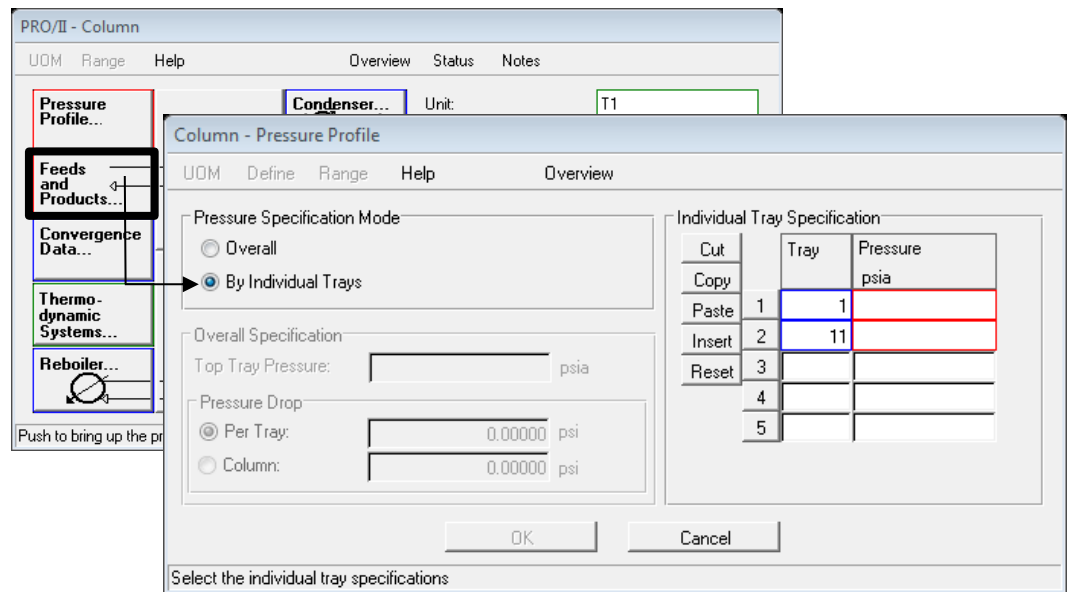 PRO/II - Column
UOM Range Help Overview Status Notes
Pressure
Profile...
Condenser...
Unit:
T1
Feeds
and
Products...
Convergence
Data...
Thermo-
dynamic
Systems...
Reboiler...
Push to bring up the pr
Column - Pressure Profile
UOM Define Range Help Overview
Pressure Specification Mode
Overall
By Individual Trays
Overall Specification
Top Tray Pressure: psia
Pressure Drop
Per Tray: 0.00000 psi
Column: 0.00000 psi
Individual Tray Specification
Cut
Copy
Paste
Insert
Reset
Tray Pressure
psia
1 1
2 11
3
4
5
OK Cancel
Select the individual tray specifications